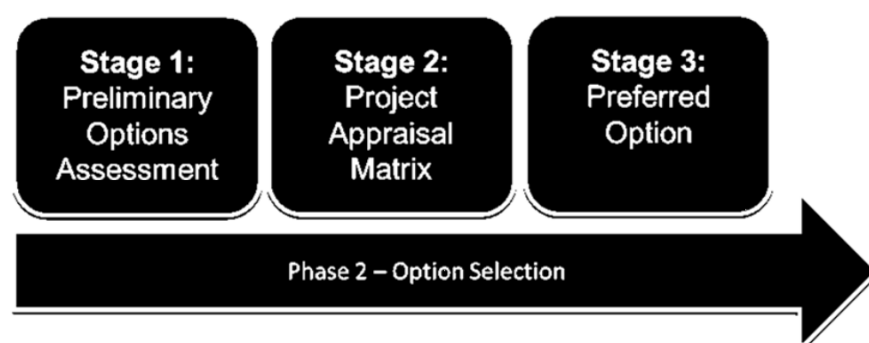 Stage 1:
Preliminary
Options
Assessment
Stage 2:
Project
Appraisal
Matrix
Stage 3:
Preferred
Option
Phase 2 – Option Selection